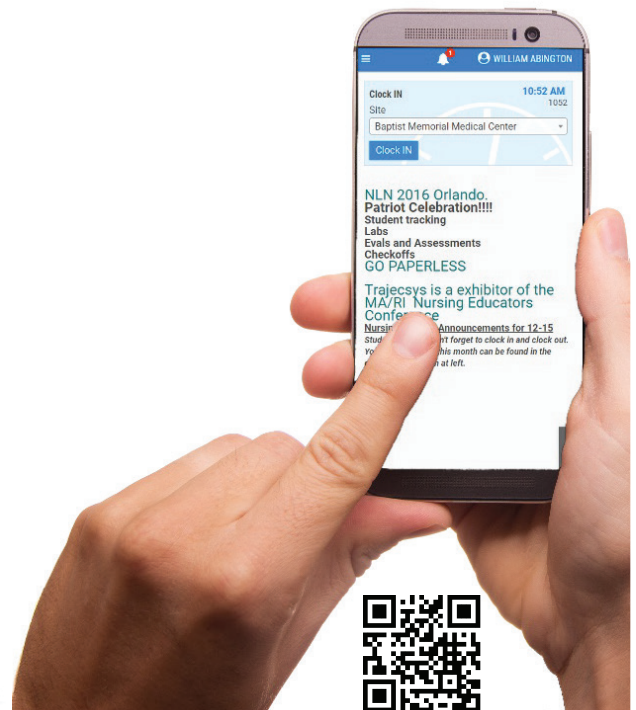 1
WILLIAM ABINGTON
Clock IN
10:52 AM
1052
Site
Baptist Memorial Medical Center
Clock IN
NLN 2016 Orlando.
Patriot Celebration!!!!
Student tracking
Labs
Evals and Assessments
Checkoffs
GO PAPERLESS
Trajecsys is a exhibitor of the
MA/RI Nursing Educators
Announcements for 12-15
forget to clock in and clock out.
this month can be found in the
at left.